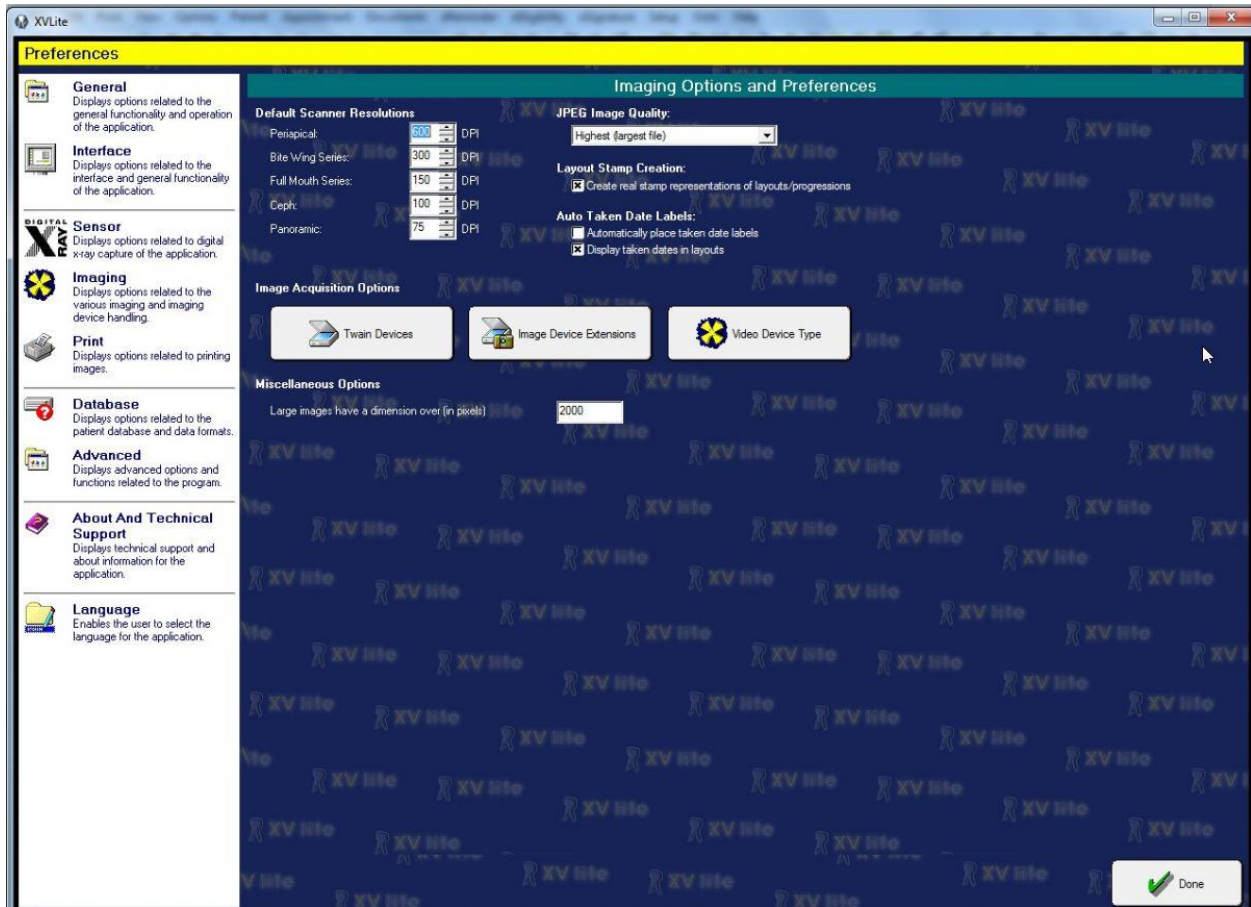 XVLite
Preferences
General
Displays options related to the
general functionality and operation
of the application.
Interface
Displays options related to the
interface and general functionality
of the application.
DIGITAL
X RAY
Sensor
Displays options related to digital
x-ray capture of the application.
Imaging
Displays options related to the
various imaging and imaging
device handling.
Print
Displays options related to printing
images.
Database
Displays options related to the
patient database and data formats.
Advanced
Displays advanced options and
functions related to the program.
About And Technical
Support
Displays technical support and
about information for the
application.
Language
Enables the user to select the
language for the application.
Imaging Options and Preferences
Default Scanner Resolutions
Periapical: 600 DPI
Bite Wing Series: 300 DPI
Full Mouth Series: 150 DPI
Ceph: 100 DPI
Panoramic: 75 DPI
JPEG Image Quality:
Highest (largest file)
Layout Stamp Creation:
Create real stamp representations of layouts/progressions
Auto Taken Date Labels:
Automatically place taken date labels
Display taken dates in layouts
Image Acquisition Options
Twain Devices
Image Device Extensions
Video Device Type
Miscellaneous Options
Large images have a dimension over (in pixels) 2000
XV lite
Done